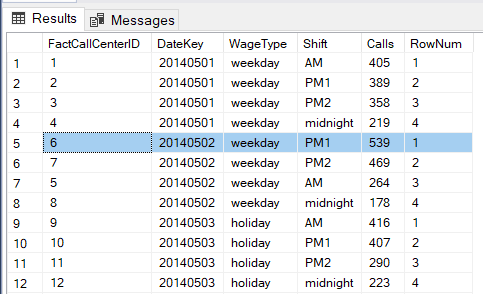 Results Messages
FactCallCenterID DateKey WageType Shift Calls RowNum
1 1 20140501 weekday AM 405 1
2 2 20140501 weekday PM1 389 2
3 3 20140501 weekday PM2 358 3
4 4 20140501 weekday midnight 219 4
5 6 20140502 weekday PM1 539 1
6 7 20140502 weekday PM2 469 2
7 5 20140502 weekday AM 264 3
8 8 20140502 weekday midnight 178 4
9 9 20140503 holiday AM 416 1
10 10 20140503 holiday PM1 407 2
11 11 20140503 holiday PM2 290 3
12 12 20140503 holiday midnight 223 4